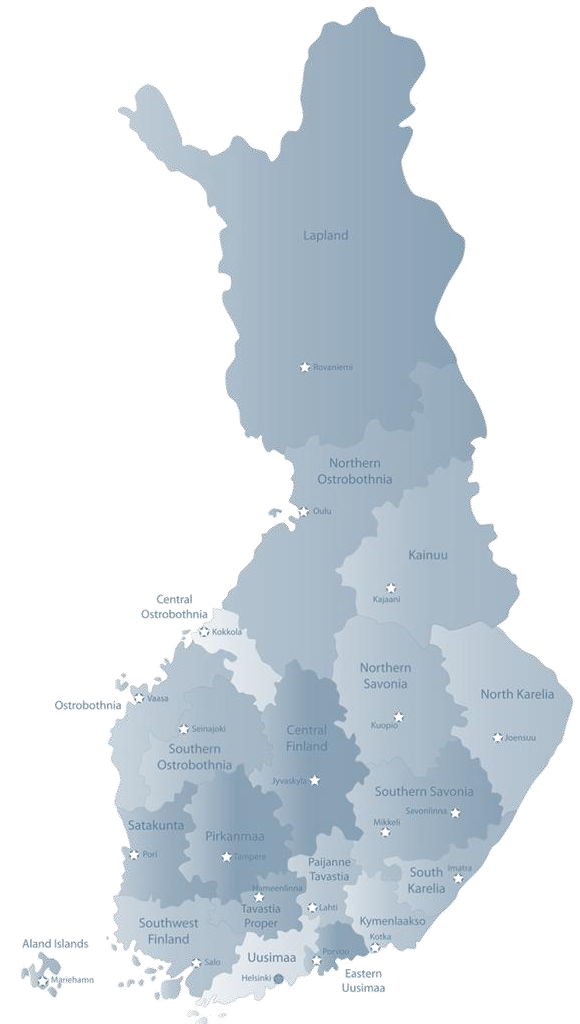 Lapland
Rovaniemi
Northern
Ostrobothnia
Oulu
Kainuu
Kajaani
Central
Ostrobothnia
Kokkola
Northern
Savonia
North Karelia
Ostrobothnia
Vaasa
Kuopio
Seinajoki
Central
Finland
Joensuu
Southern
Ostrobothnia
Jyvaskyla
Southern Savonia
Savonlinna
Satakunta
Mikkeli
Pirkanmaa
Pori
Tampere
Paijanne
Tavastia
Imatra
South
Karelia
Hameenlinna
Lahti
Tavastia
Proper
Kymenlaakso
Southwest
Finland
Kotka
Aland Islands
Porvoo
Uusimaa
Salo
Eastern
Uusimaa
Helsinki
Mariehamn